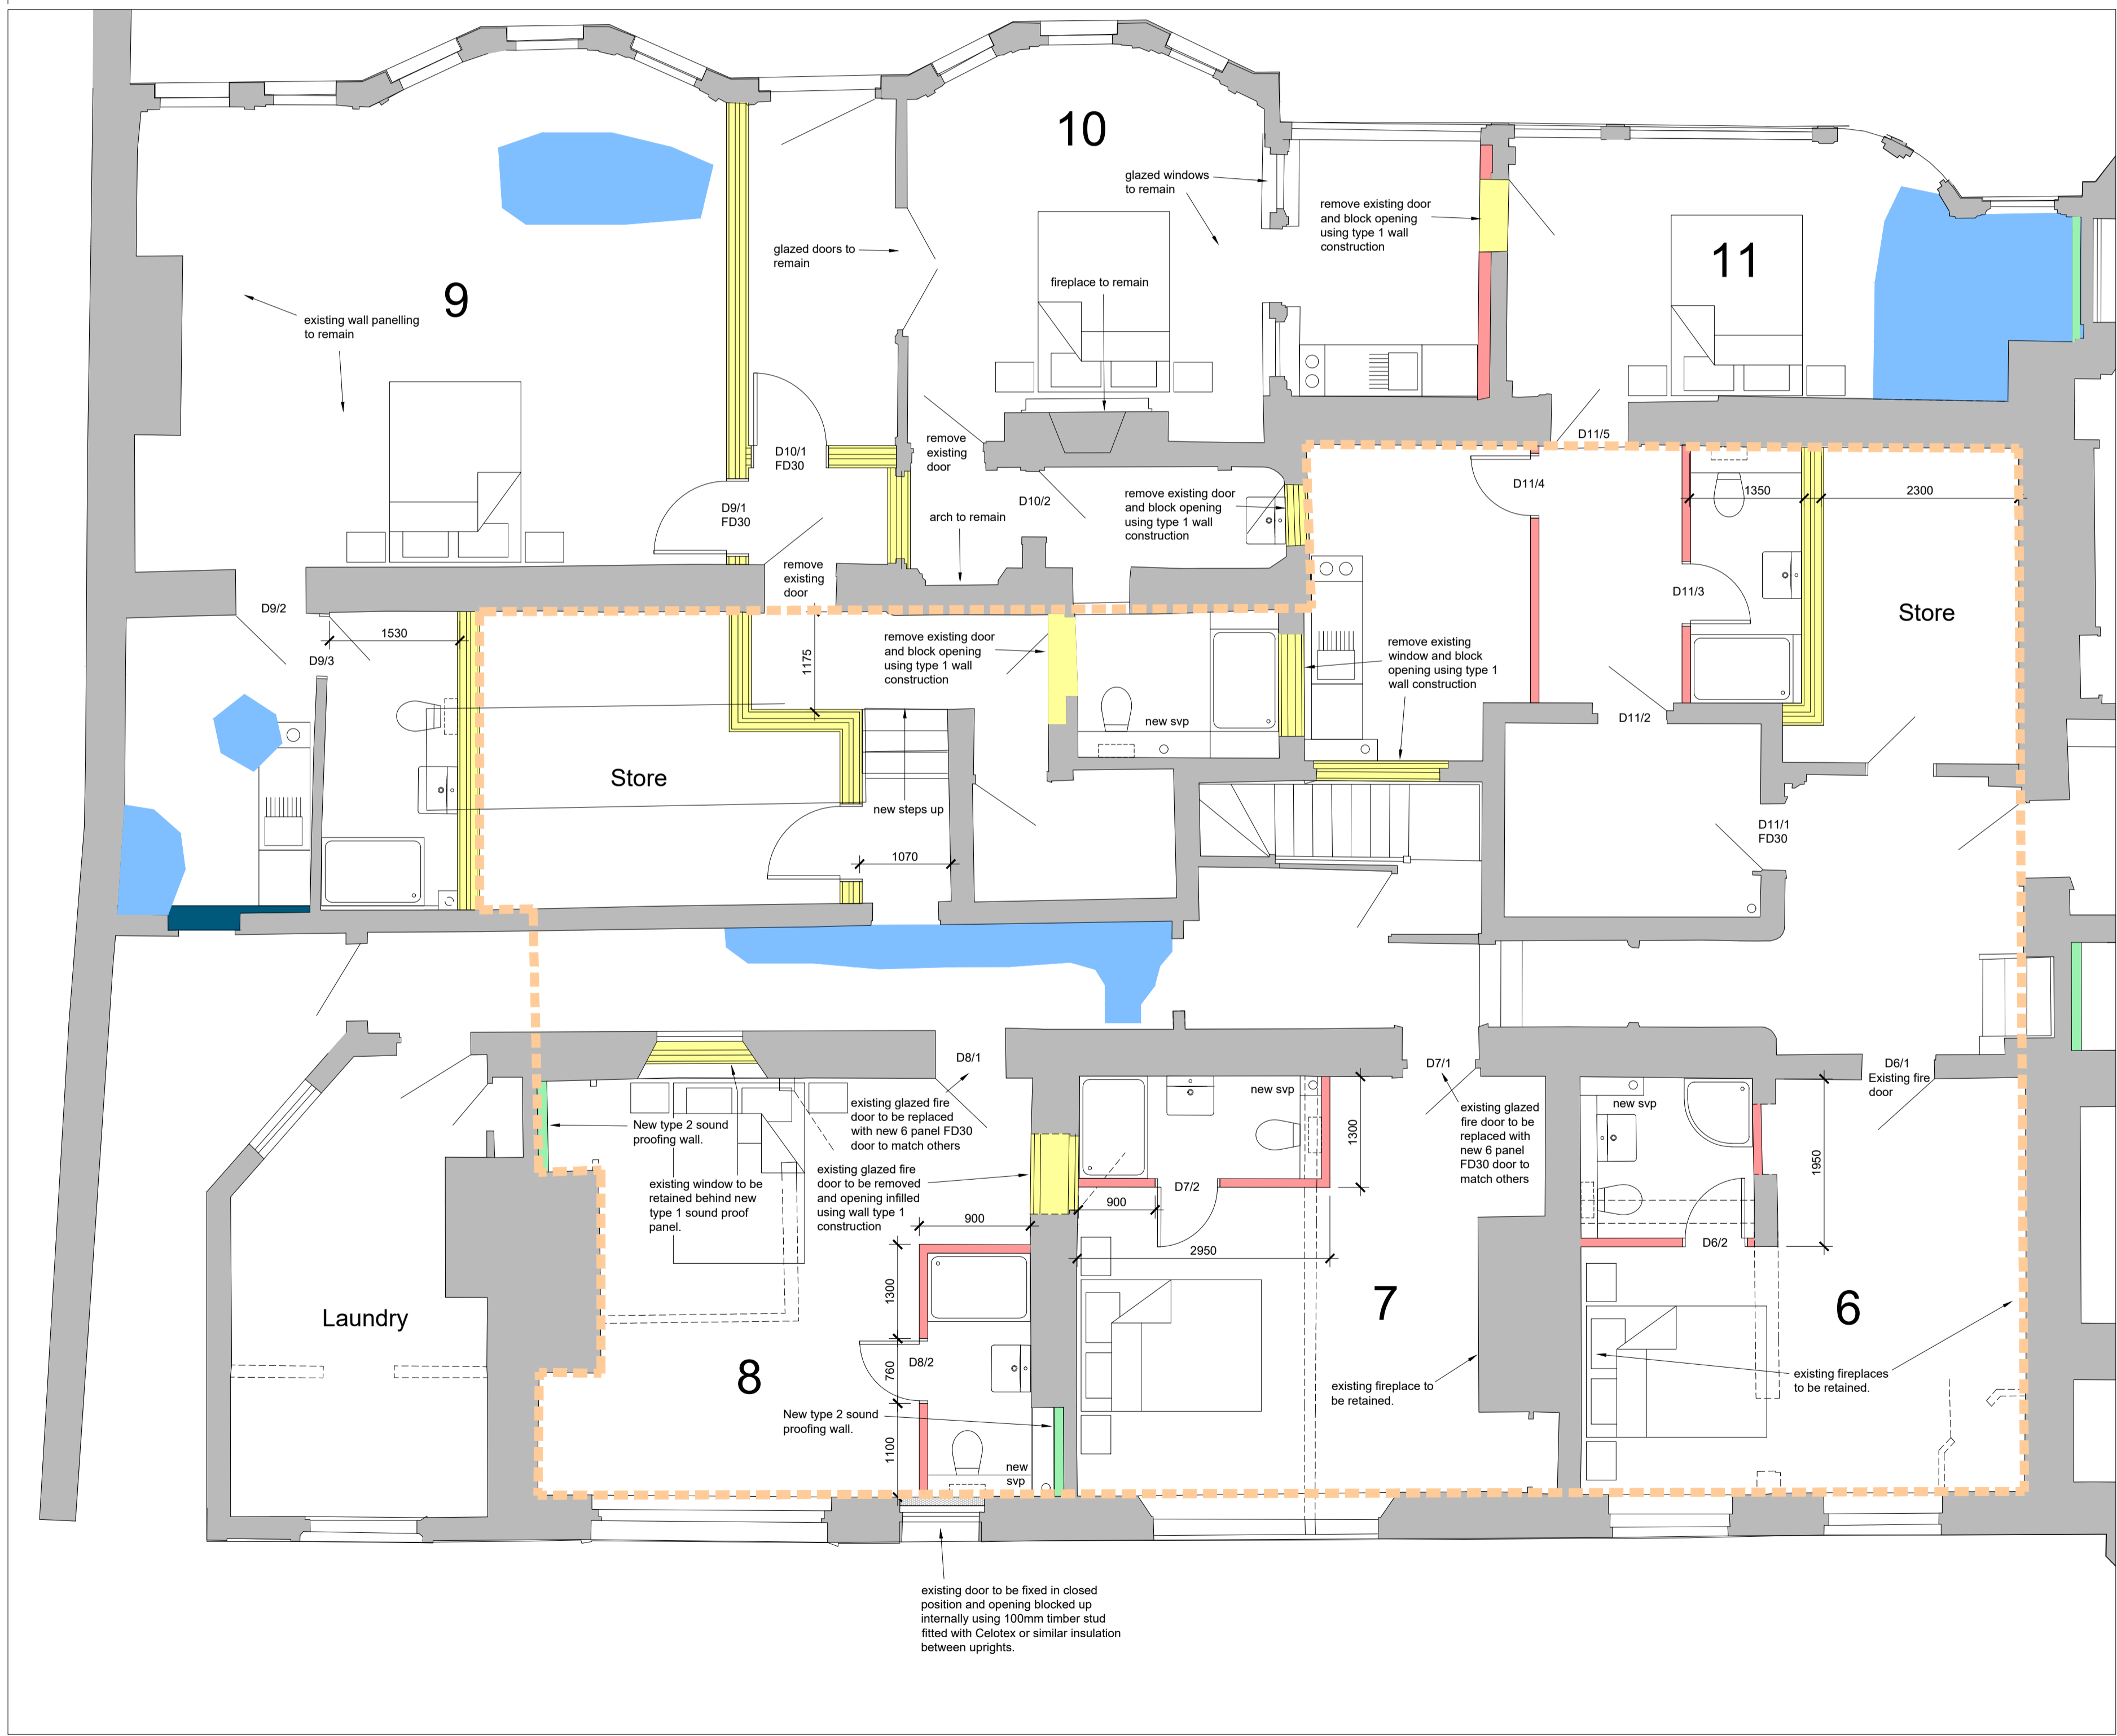 10
glazed windows
to remain
remove existing door
and block opening
using type 1 wall
construction
11
glazed doors to
remain
fireplace to remain
9
existing wall panelling
to remain
D11/5
remove
existing
door
D10/1
FD30
D11/4
1350
2300
D10/2
remove existing door
and block opening
using type 1 wall
construction
D9/1
FD30
arch to remain
remove
existing
door
D11/3
Store
D9/2
1530
D9/3
1175
remove existing door
and block opening
using type 1 wall
construction
remove existing
window and block
opening using type 1
wall construction
new svp
D11/2
Store
new steps up
D11/1
FD30
1070
D8/1
D7/1
D6/1
Existing fire
door
new svp
new svp
existing glazed fire
door to be replaced
with new 6 panel FD30
door to match others
New type 2 sound
proofing wall.
1300
existing glazed
fire door to be
replaced with
new 6 panel
FD30 door to
match others
1950
existing window to be
retained behind new
type 1 sound proof
panel.
existing glazed fire
door to be removed
and opening infilled
using wall type 1
construction
D7/2
900
900
2950
D6/2
1300
Laundry
7
6
D8/2
760
8
existing fireplace to
be retained.
existing fireplaces
to be retained.
New type 2 sound
proofing wall.
1100
new
svp
existing door to be fixed in closed
position and opening blocked up
internally using 100mm timber stud
fitted with Celotex or similar insulation
between uprights.